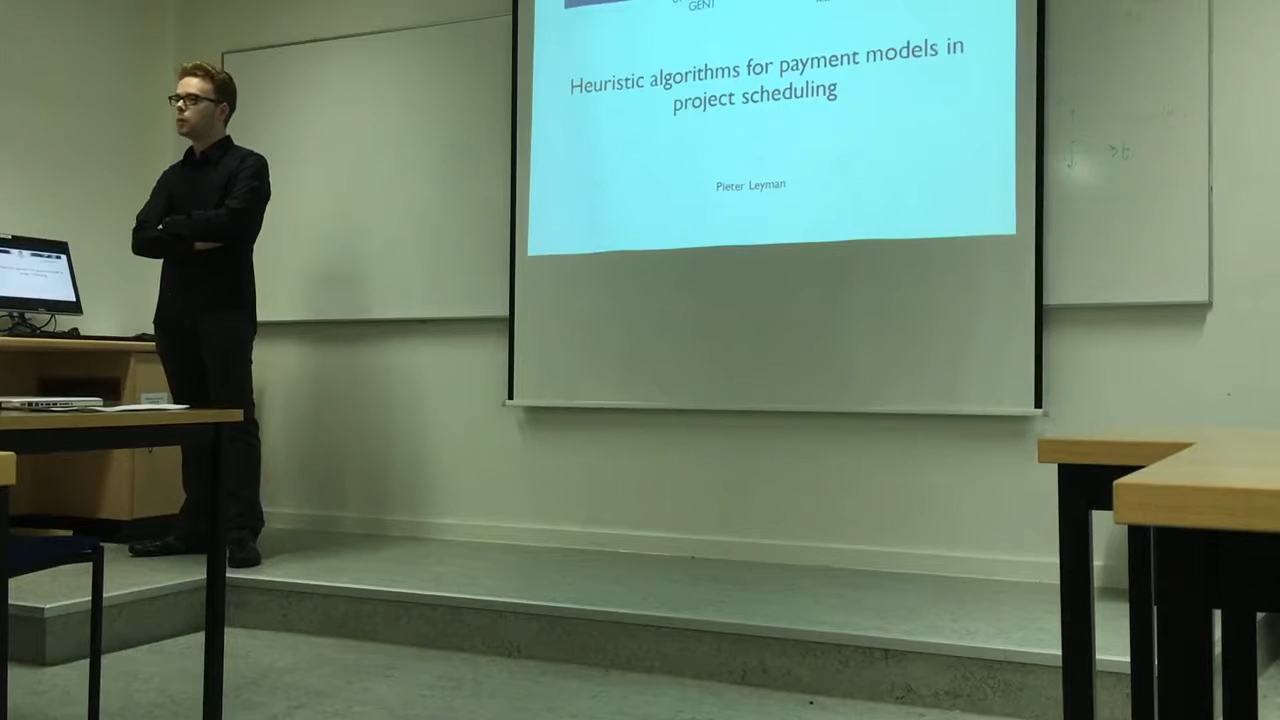 GENT
Heuristic algorithms for payment models in
project scheduling
Pieter Leyman